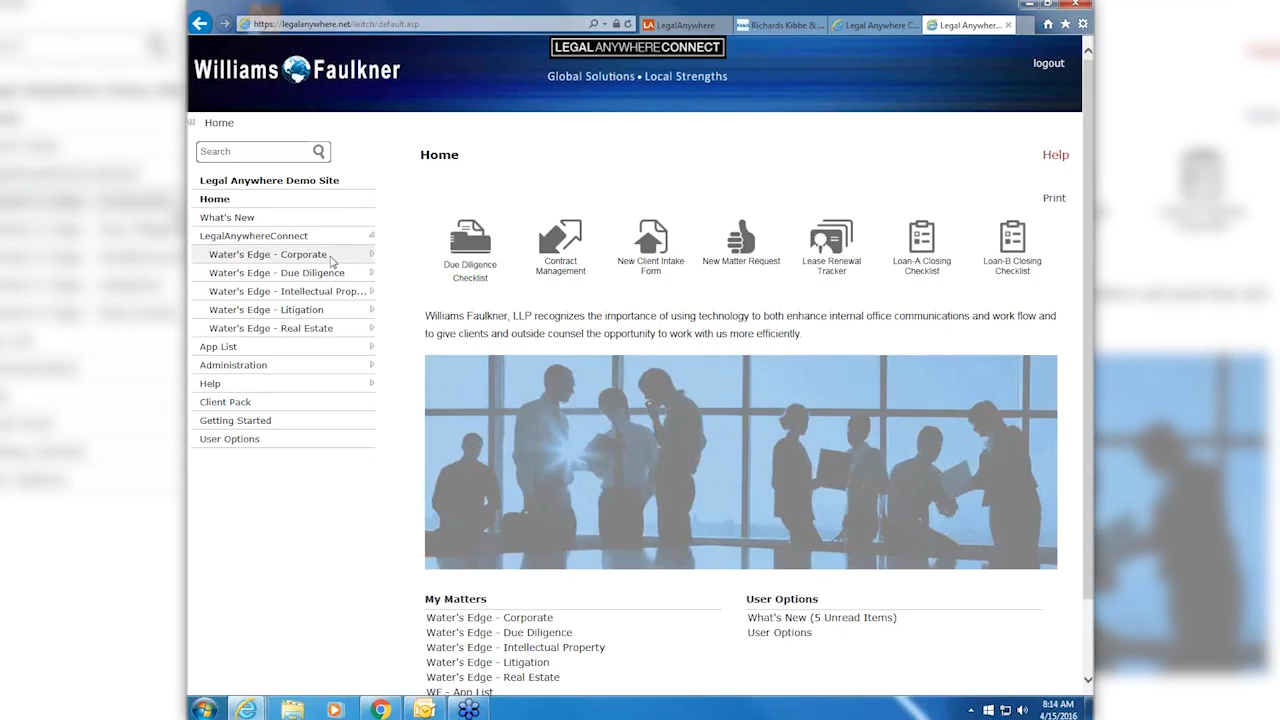 https://legalanywhere.net/leitch/default.asp
LA LegalAnywhere
Richards Kibbe & ...
Legal Anywhere C...
Legal Anywher...
Williams Faulkner
LEGALANYWHERECONNECT
Global Solutions • Local Strengths
logout
Home
Search
Legal Anywhere Demo Site
Home
What's New
LegalAnywhereConnect
Water's Edge - Corporate
Water's Edge - Due Diligence
Water's Edge - Intellectual Prop...
Water's Edge - Litigation
Water's Edge - Real Estate
App List
Administration
Help
Client Pack
Getting Started
User Options
Home
Help
Print
Due Diligence
Checklist
Contract
Management
New Client Intake
Form
New Matter Request
Lease Renewal
Tracker
Loan-A Closing
Checklist
Loan-B Closing
Checklist
Williams Faulkner, LLP recognizes the importance of using technology to both enhance internal office communications and work flow and
to give clients and outside counsel the opportunity to work with us more efficiently.
My Matters
Water's Edge - Corporate
Water's Edge - Due Diligence
Water's Edge - Intellectual Property
Water's Edge - Litigation
Water's Edge - Real Estate
WF - App List
User Options
What's New (5 Unread Items)
User Options
8:14 AM
4/15/2016